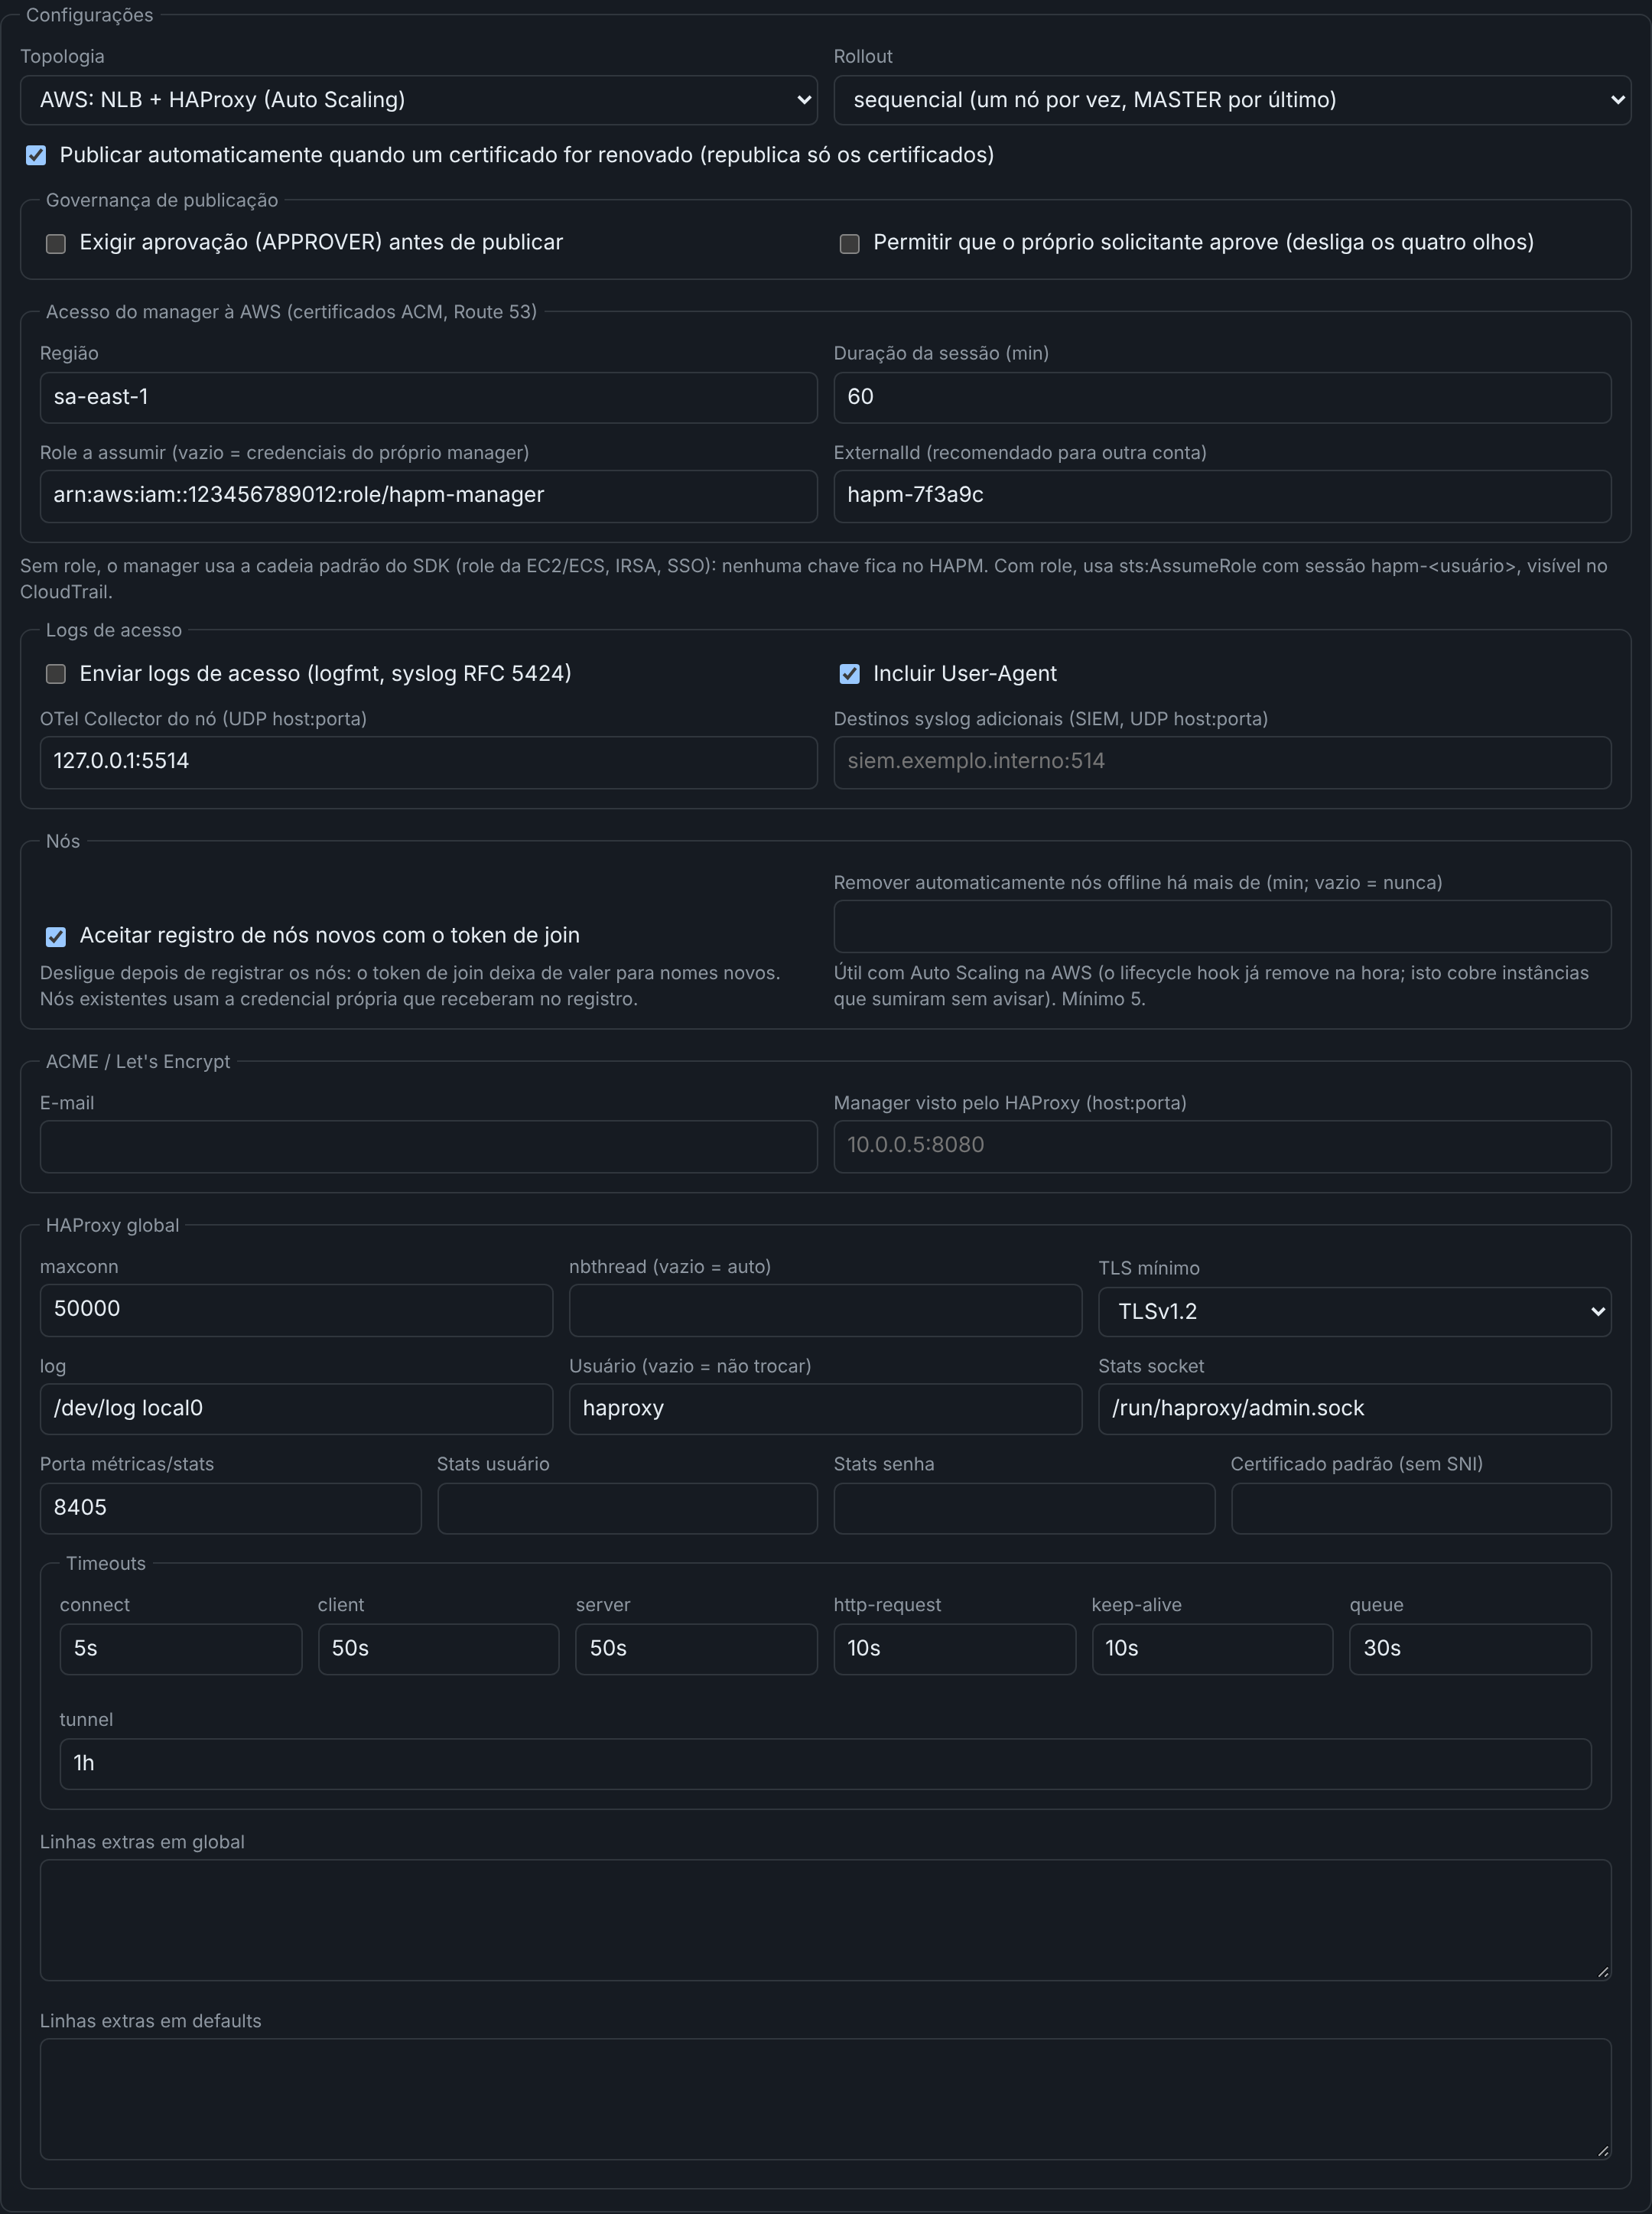 Configurações
Topologia
Rollout
AWS: NLB + HAProxy (Auto Scaling)
sequencial (um nó por vez, MASTER por último)
Publicar automaticamente quando um certificado for renovado (republica só os certificados)
Governança de publicação
Exigir aprovação (APPROVER) antes de publicar
Permitir que o próprio solicitante aprove (desliga os quatro olhos)
Acesso do manager à AWS (certificados ACM, Route 53)
Região
Duração da sessão (min)
sa-east-1
60
Role a assumir (vazio = credenciais do próprio manager)
ExternalId (recomendado para outra conta)
arn:aws:iam::123456789012:role/hapm-manager
hapm-7f3a9c
Sem role, o manager usa a cadeia padrão do SDK (role da EC2/ECS, IRSA, SSO): nenhuma chave fica no HAPM. Com role, usa sts:AssumeRole com sessão hapm-<usuário>, visível no
CloudTrail.
Logs de acesso
Enviar logs de acesso (logfmt, syslog RFC 5424)
Incluir User-Agent
OTel Collector do nó (UDP host:porta)
Destinos syslog adicionais (SIEM, UDP host:porta)
127.0.0.1:5514
siem.exemplo.interno:514
Nós
Remover automaticamente nós offline há mais de (min; vazio = nunca)
Aceitar registro de nós novos com o token de join
Desligue depois de registrar os nós: o token de join deixa de valer para nomes novos.
Nós existentes usam a credencial própria que receberam no registro.
Útil com Auto Scaling na AWS (o lifecycle hook já remove na hora; isto cobre instâncias
que sumiram sem avisar). Mínimo 5.
ACME / Let's Encrypt
E-mail
Manager visto pelo HAProxy (host:porta)
10.0.0.5:8080
HAProxy global
maxconn
nbthread (vazio = auto)
TLS mínimo
50000
TLSv1.2
log
Usuário (vazio = não trocar)
Stats socket
/dev/log local0
haproxy
/run/haproxy/admin.sock
Porta métricas/stats
Stats usuário
Stats senha
Certificado padrão (sem SNI)
8405
Timeouts
connect
client
server
http-request
keep-alive
queue
5s
50s
50s
10s
10s
30s
tunnel
1h
Linhas extras em global
Linhas extras em defaults